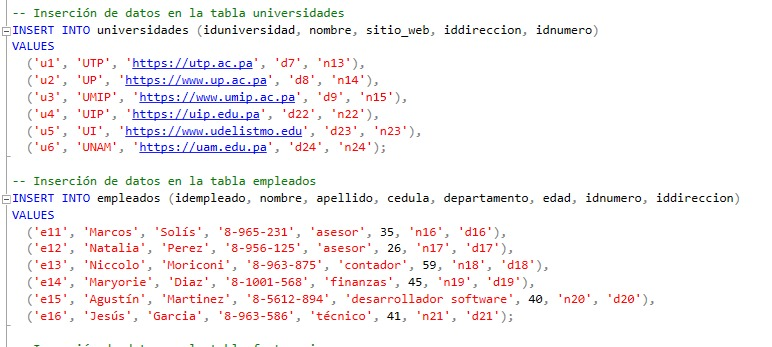 -- Inserción de datos en la tabla universidades
INSERT INTO universidades (iduniversidad, nombre, sitio_web, iddireccion, idnumero)
VALUES
('u1', 'UTP', 'https://utp.ac.pa', 'd7', 'n13'),
('u2', 'UP', 'https://www.up.ac.pa', 'd8', 'n14'),
('u3', 'UMIP', 'https://www.umip.ac.pa', 'd9', 'n15'),
('u4', 'UIP', 'https://uip.edu.pa', 'd22', 'n22'),
('u5', 'UI', 'https://www.udelistmo.edu', 'd23', 'n23'),
('u6', 'UNAM', 'https://uam.edu.pa', 'd24', 'n24');
-- Inserción de datos en la tabla empleados
INSERT INTO empleados (idempleado, nombre, apellido, cedula, departamento, edad, idnumero, iddireccion)
VALUES
('e11', 'Marcos', 'Solís', '8-965-231', 'asesor', 35, 'n16', 'd16'),
('e12', 'Natalia', 'Perez', '8-956-125', 'asesor', 26, 'n17', 'd17'),
('e13', 'Niccolo', 'Moriconi', '8-963-875', 'contador', 59, 'n18', 'd18'),
('e14', 'Maryorie', 'Diaz', '8-1001-568', 'finanzas', 45, 'n19', 'd19'),
('e15', 'Agustín', 'Martinez', '8-5612-894', 'desarrollador software', 40, 'n20', 'd20'),
('e16', 'Jesús', 'Garcia', '8-963-586', 'técnico', 41, 'n21', 'd21');